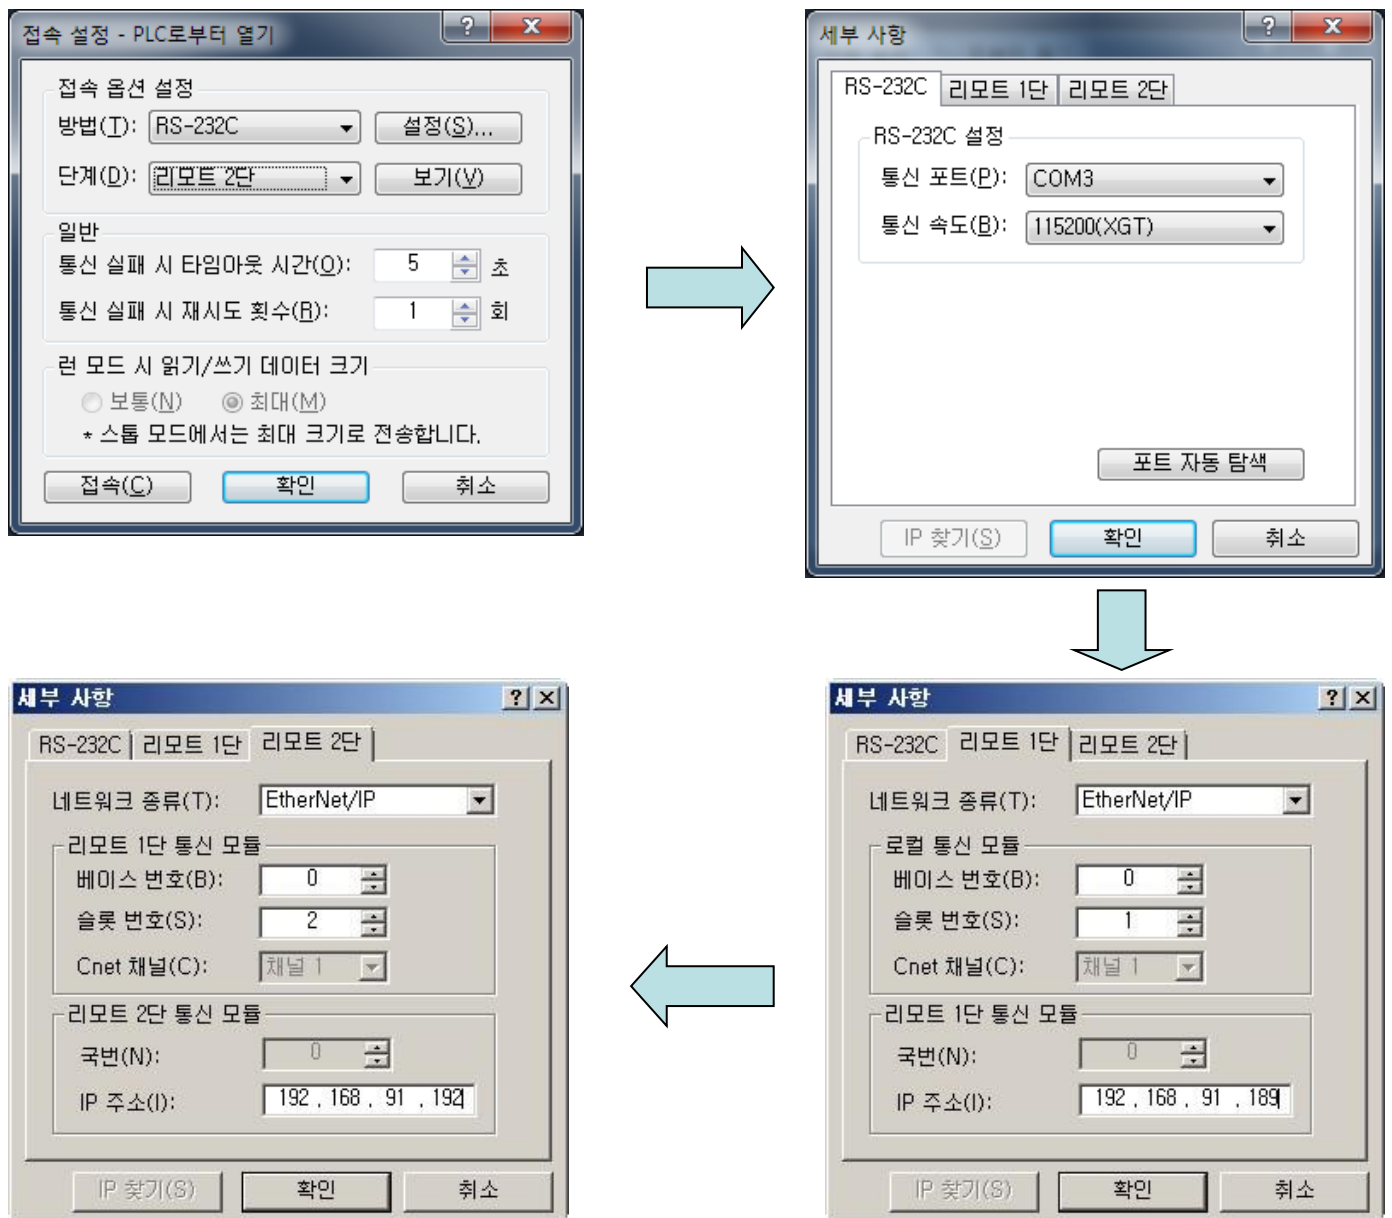 접속 설정 - PLC로부터 열기
접속 옵션 설정
방법(T): RS-232C 설정(S)...
단계(D): 리모트 2단 보기(V)
일반
통신 실패 시 타임아웃 시간(O): 5 초
통신 실패 시 재시도 횟수(R): 1 회
런 모드 시 읽기/쓰기 데이터 크기
보통(N) 최대(M)
* 스톱 모드에서는 최대 크기로 전송합니다.
접속(C) 확인 취소
세부 사항
RS-232C 리모트 1단 리모트 2단
RS-232C 설정
통신 포트(P): COM3
통신 속도(B): 115200(XGT)
포트 자동 탐색
IP 찾기(S) 확인 취소
세부 사항
RS-232C 리모트 1단 리모트 2단
네트워크 종류(T): EtherNet/IP
로컬 통신 모듈
베이스 번호(B): 0
슬롯 번호(S): 1
Cnet 채널(C): 채널 1
리모트 1단 통신 모듈
국번(N): 0
IP 주소(I): 192 . 168 . 91 . 189
IP 찾기(S) 확인 취소
세부 사항
RS-232C 리모트 1단 리모트 2단
네트워크 종류(T): EtherNet/IP
리모트 1단 통신 모듈
베이스 번호(B): 0
슬롯 번호(S): 2
Cnet 채널(C): 채널 1
리모트 2단 통신 모듈
국번(N): 0
IP 주소(I): 192 . 168 . 91 . 192
IP 찾기(S) 확인 취소